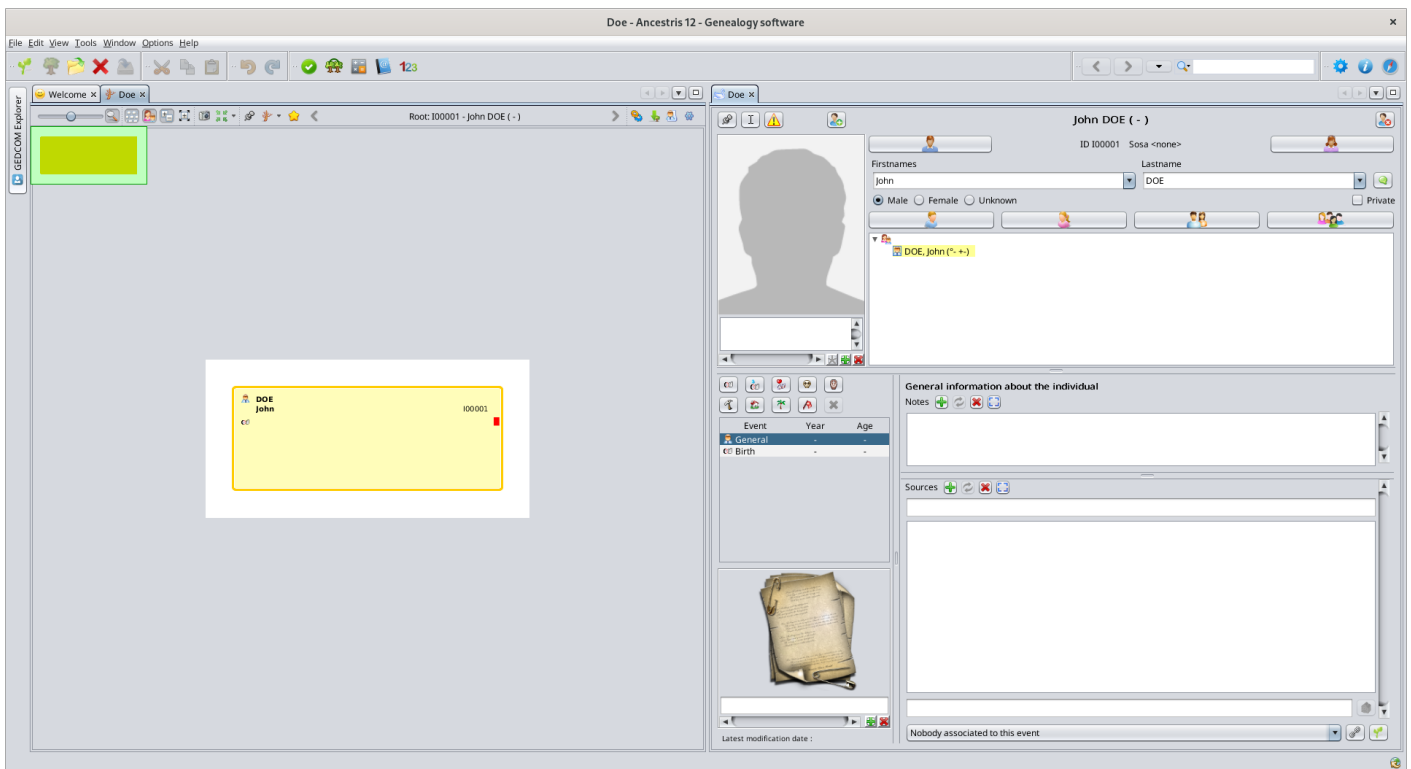 Doe - Ancestris 12 - Genealogy software
File Edit View Tools Window Options Help
123
GEDCOM Explorer
Welcome
Doe
Root: I00001 - John DOE ( - )
DOE
John
I00001
Doe
John DOE ( - )
ID I00001 Sosa <none>
Firstnames Lastname
John DOE
Male Female Unknown Private
DOE, John (°- +-)
General information about the individual
Notes
Event Year Age
General - -
Birth - -
Sources
Latest modification date :
Nobody associated to this event